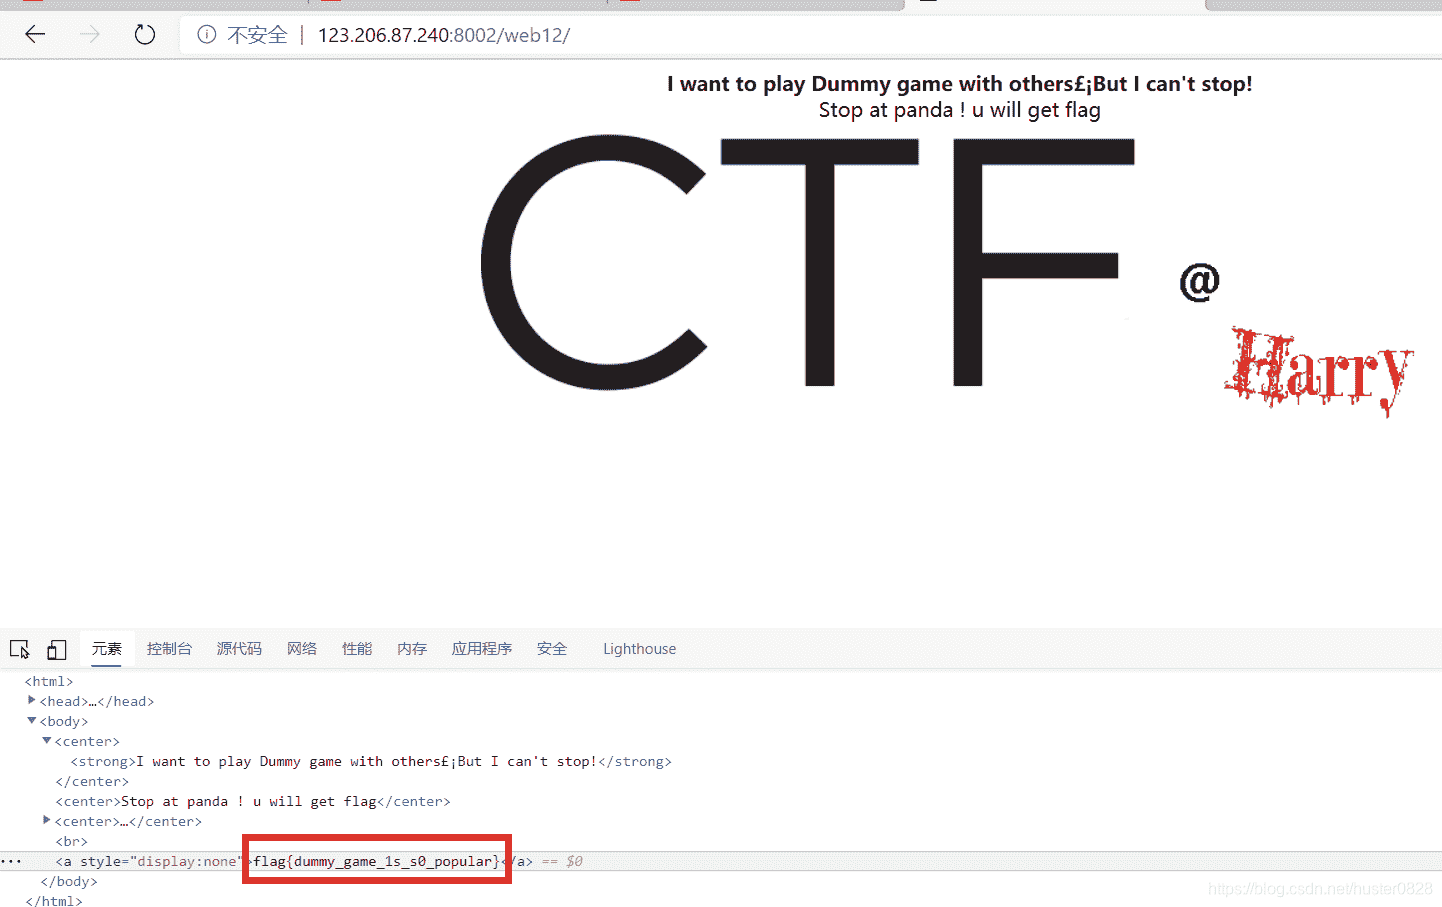 不安全 | 123.206.87.240:8002/web12/
I want to play Dummy game with others£¡But I can't stop!
Stop at panda ! u will get flag
CTF
@
Harry
元素 控制台 源代码 网络 性能 内存 应用程序 安全 Lighthouse
<html>
<head>…</head>
<body>
<center>
<strong>I want to play Dummy game with others£¡But I can't stop!</strong>
</center>
<center>Stop at panda ! u will get flag</center>
<center>…</center>
<br>
... <a style="display:none">flag{dummy_game_1s_s0_popular}</a> == $0
</body>
</html>
https://blog.csdn.net/huster0828